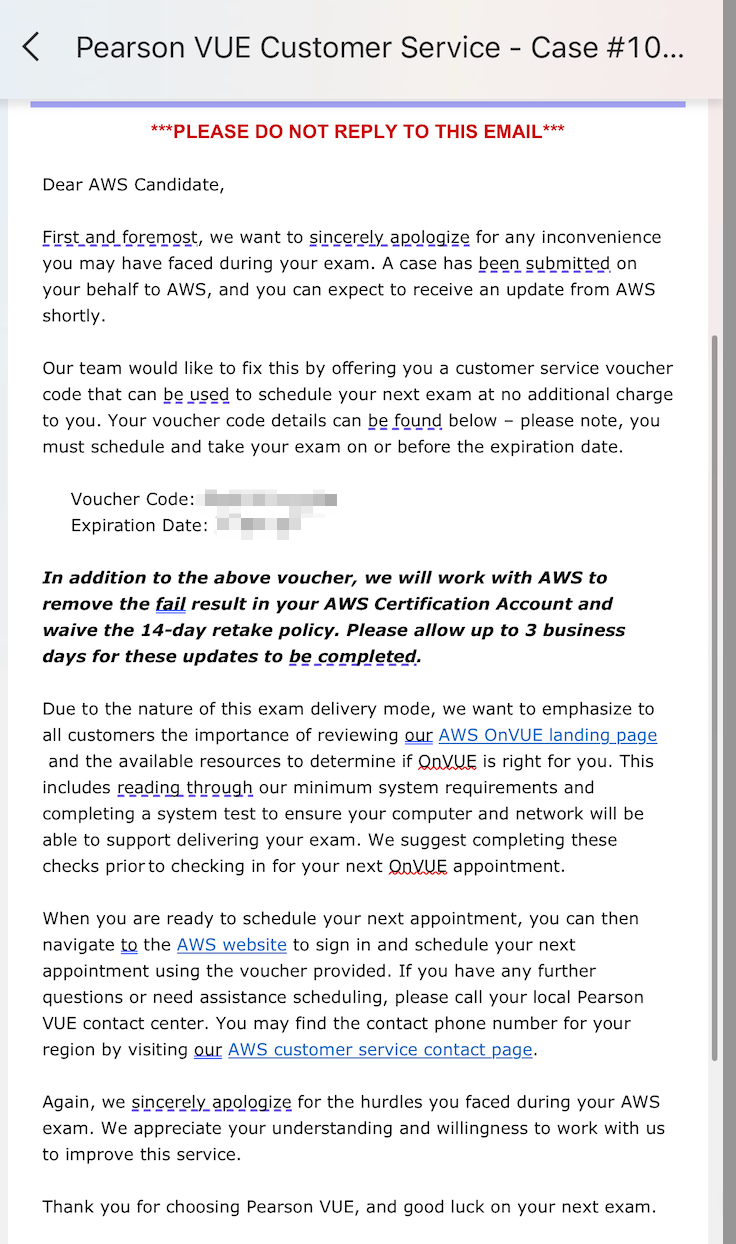 Pearson VUE Customer Service - Case #10...
***PLEASE DO NOT REPLY TO THIS EMAIL***
Dear AWS Candidate,
First and foremost, we want to sincerely apologize for any inconvenience
you may have faced during your exam. A case has been submitted on
your behalf to AWS, and you can expect to receive an update from AWS
shortly.
Our team would like to fix this by offering you a customer service voucher
code that can be used to schedule your next exam at no additional charge
to you. Your voucher code details can be found below – please note, you
must schedule and take your exam on or before the expiration date.
Voucher Code:
Expiration Date:
In addition to the above voucher, we will work with AWS to
remove the fail result in your AWS Certification Account and
waive the 14-day retake policy. Please allow up to 3 business
days for these updates to be completed.
Due to the nature of this exam delivery mode, we want to emphasize to
all customers the importance of reviewing our AWS OnVUE landing page
and the available resources to determine if OnVUE is right for you. This
includes reading through our minimum system requirements and
completing a system test to ensure your computer and network will be
able to support delivering your exam. We suggest completing these
checks prior to checking in for your next OnVUE appointment.
When you are ready to schedule your next appointment, you can then
navigate to the AWS website to sign in and schedule your next
appointment using the voucher provided. If you have any further
questions or need assistance scheduling, please call your local Pearson
VUE contact center. You may find the contact phone number for your
region by visiting our AWS customer service contact page.
Again, we sincerely apologize for the hurdles you faced during your AWS
exam. We appreciate your understanding and willingness to work with us
to improve this service.
Thank you for choosing Pearson VUE, and good luck on your next exam.